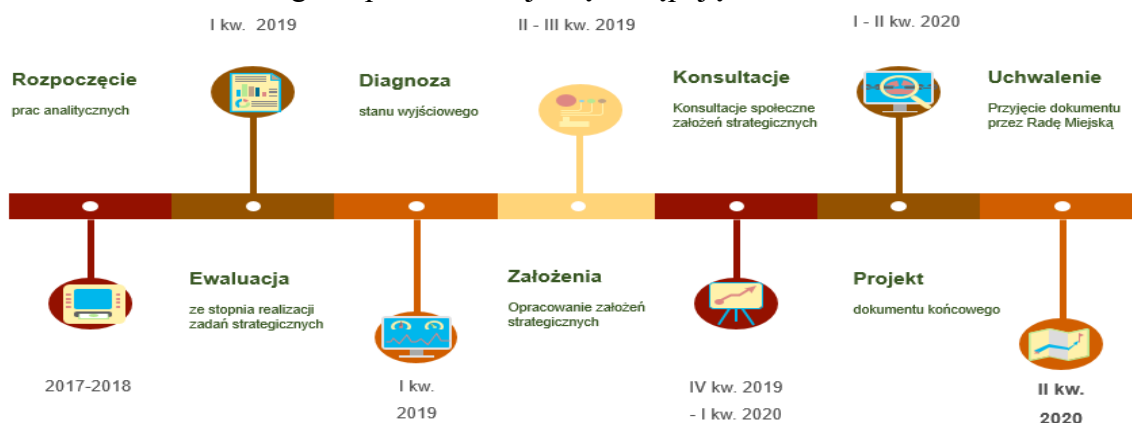 I kw. 2019
II - III kw. 2019
I - II kw. 2020
Rozpoczęcie
prac analitycznych
Diagnoza
stanu wyjściowego
Konsultacje
Konsultacje społeczne
założeń strategicznych
Uchwalenie
Przyjęcie dokumentu
przez Radę Miejską
Ewaluacja
ze stopnia realizacji
zadań strategicznych
Założenia
Opracowanie założeń
strategicznych
Projekt
dokumentu końcowego
2017-2018
I kw.
2019
IV kw. 2019
- I kw. 2020
II kw.
2020